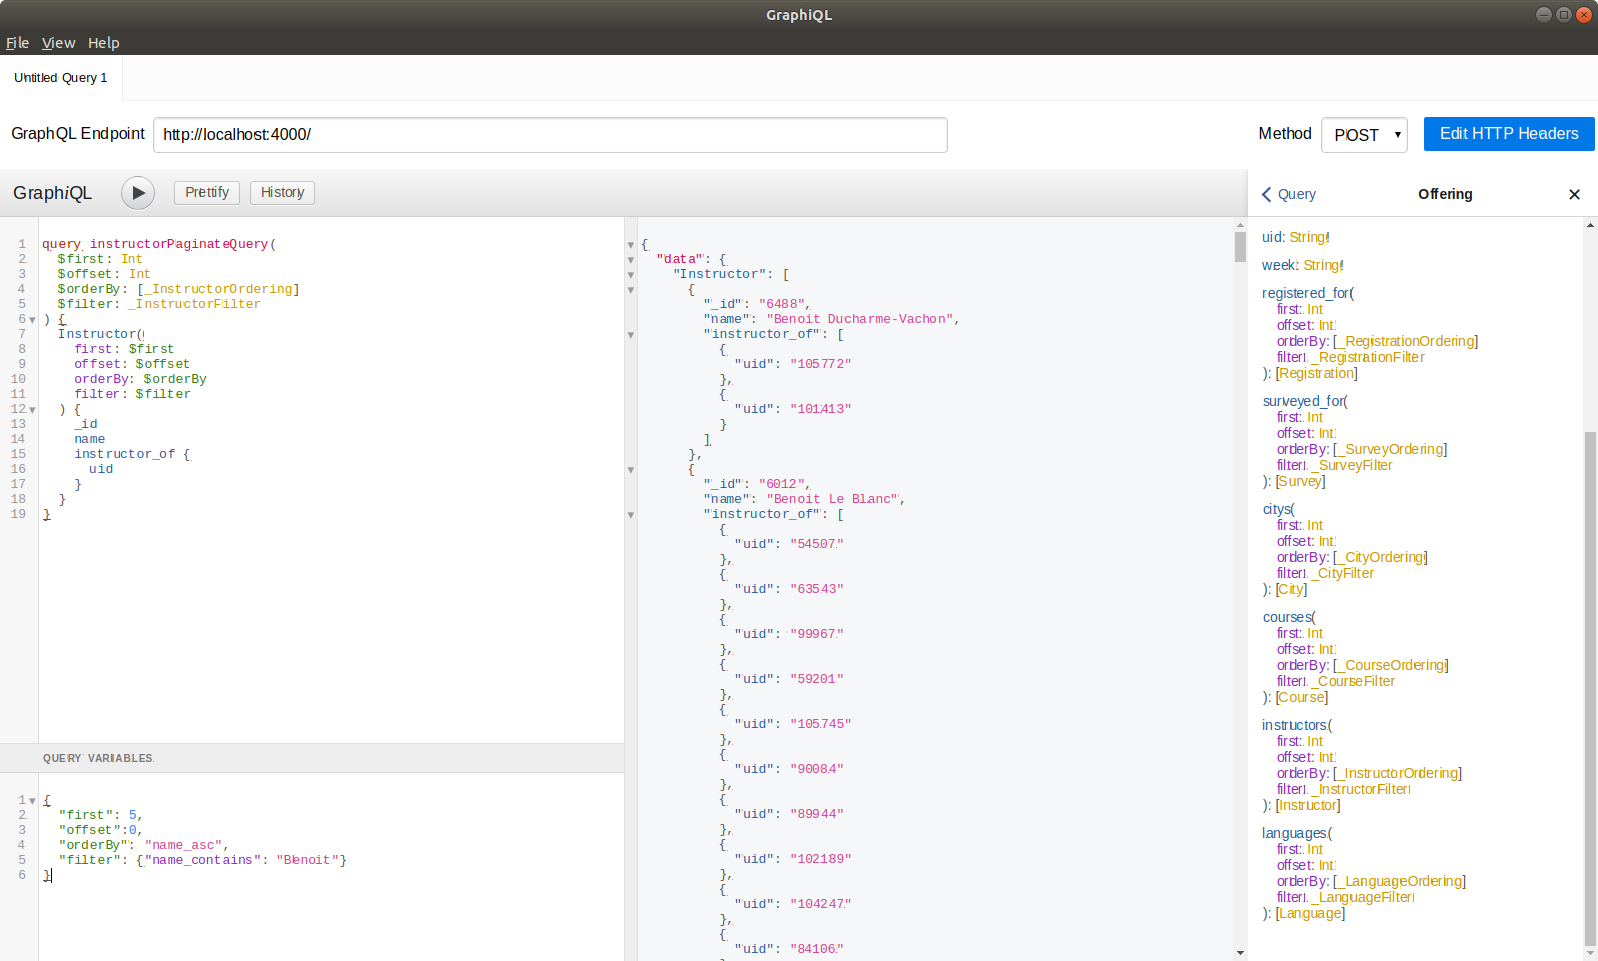 GraphiQL
File View Help
Untitled Query 1
GraphQL Endpoint http://localhost:4000/ Method POST Edit HTTP Headers
GraphiQL Prettify History
1 query instructorPaginateQuery(
2 $first: Int
3 $offset: Int
4 $orderBy: [_InstructorOrdering]
5 $filter: _InstructorFilter
6 ) {
7 Instructor(
8 first: $first
9 offset: $offset
10 orderBy: $orderBy
11 filter: $filter
12 ) {
13 _id
14 name
15 instructor_of {
16 uid
17 }
18 }
19 }
QUERY VARIABLES
1 {
2 "first": 5,
3 "offset":0,
4 "orderBy": "name_asc",
5 "filter": {"name_contains": "Benoit"}
6 }
{
"data": {
"Instructor": [
{
"_id": "6488",
"name": "Benoit Ducharme-Vachon",
"instructor_of": [
{
"uid": "105772"
},
{
"uid": "101413"
}
]
},
{
"_id": "6012",
"name": "Benoit Le Blanc",
"instructor_of": [
{
"uid": "54507"
},
{
"uid": "63543"
},
{
"uid": "99967"
},
{
"uid": "59201"
},
{
"uid": "105745"
},
{
"uid": "90084"
},
{
"uid": "89944"
},
{
"uid": "102189"
},
{
"uid": "104247"
},
{
"uid": "84106"
Query Offering ✕
uid: String!
week: String!
registered_for(
first: Int
offset: Int
orderBy: [_RegistrationOrdering]
filter: _RegistrationFilter
): [Registration]
surveyed_for(
first: Int
offset: Int
orderBy: [_SurveyOrdering]
filter: _SurveyFilter
): [Survey]
citys(
first: Int
offset: Int
orderBy: [_CityOrdering]
filter: _CityFilter
): [City]
courses(
first: Int
offset: Int
orderBy: [_CourseOrdering]
filter: _CourseFilter
): [Course]
instructors(
first: Int
offset: Int
orderBy: [_InstructorOrdering]
filter: _InstructorFilter
): [Instructor]
languages(
first: Int
offset: Int
orderBy: [_LanguageOrdering]
filter: _LanguageFilter
): [Language]